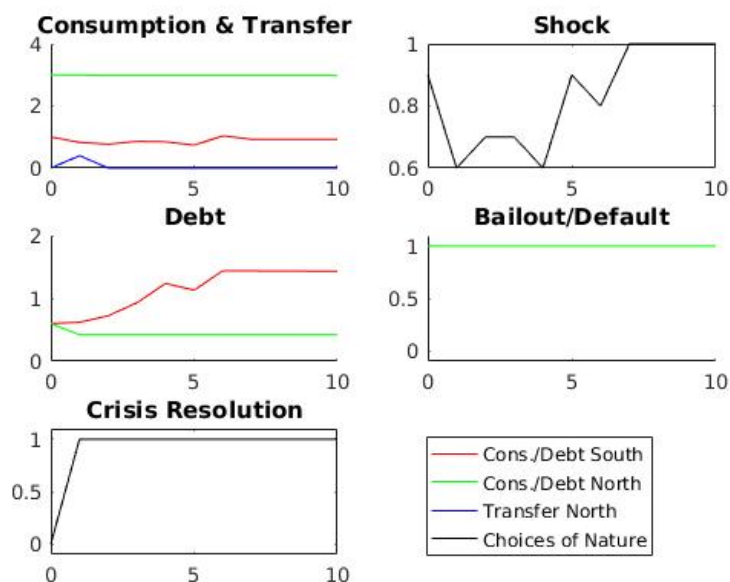 Consumption & Transfer
4
2
0
0 5 10
Shock
1
0.8
0.6
0 5 10
Debt
2
1
0
0 5 10
Bailout/Default
1
0.5
0
0 5 10
Crisis Resolution
1
0.5
0
0 5 10
Cons./Debt South
Cons./Debt North
Transfer North
Choices of Nature